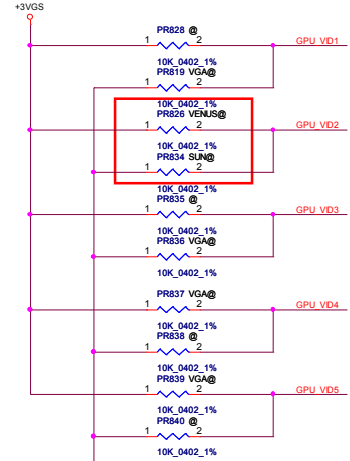 +3VGS
PR828 @
1 2 GPU_VID1
10K_0402_1%
PR819 VGA@
1 2
10K_0402_1%
PR826 VENUS@
1 2 GPU_VID2
10K_0402_1%
PR834 SUN@
1 2
10K_0402_1%
PR835 @
1 2 GPU_VID3
10K_0402_1%
PR836 VGA@
1 2
10K_0402_1%
PR837 VGA@
1 2 GPU_VID4
10K_0402_1%
PR838 @
1 2
10K_0402_1%
PR839 VGA@
1 2 GPU_VID5
10K_0402_1%
PR840 @
1 2
10K_0402_1%